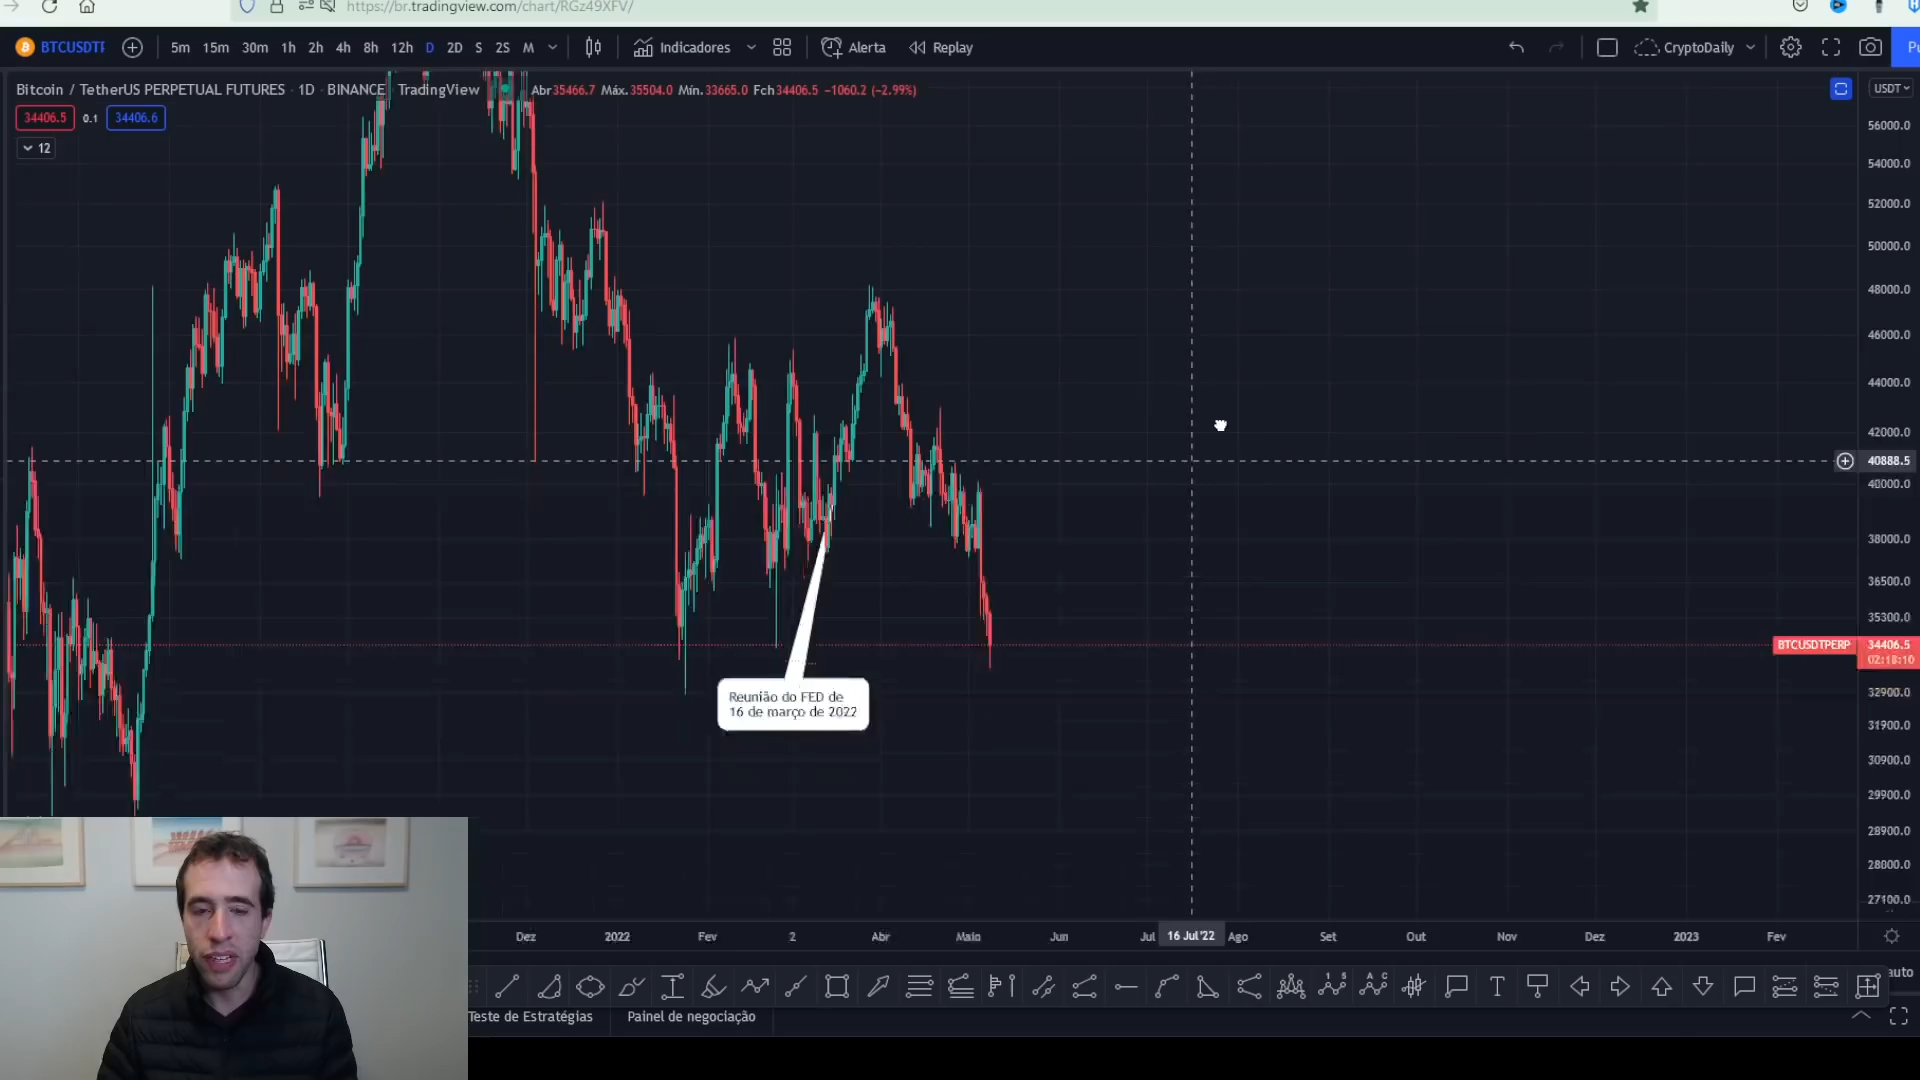 https://br.tradingview.com/chart/RGz49XFV/
BTCUSDTF 5m 15m 30m 1h 2h 4h 8h 12h D 2D S 2S M Indicadores Alerta Replay CryptoDaily
Bitcoin / TetherUS PERPETUAL FUTURES · 1D · BINANCE TradingView Abr35466.7 Máx.35504.0 Mín.33665.0 Fch34406.5 −1060.2 (−2.99%)
USDT
34406.5 0.1 34406.6
12
56000.0
54000.0
52000.0
50000.0
48000.0
46000.0
44000.0
42000.0
40888.5
40000.0
38000.0
36500.0
35300.0
BTCUSDTPERP 34406.5
02:18:10
32900.0
31900.0
30900.0
29900.0
28900.0
28000.0
27100.0
Reunião do FED de
16 de março de 2022
Dez 2022 Fev 2 Abr Maio Jun Jul 16 Jul'22 Ago Set Out Nov Dez 2023 Fev
auto
Teste de Estratégias Painel de negociação